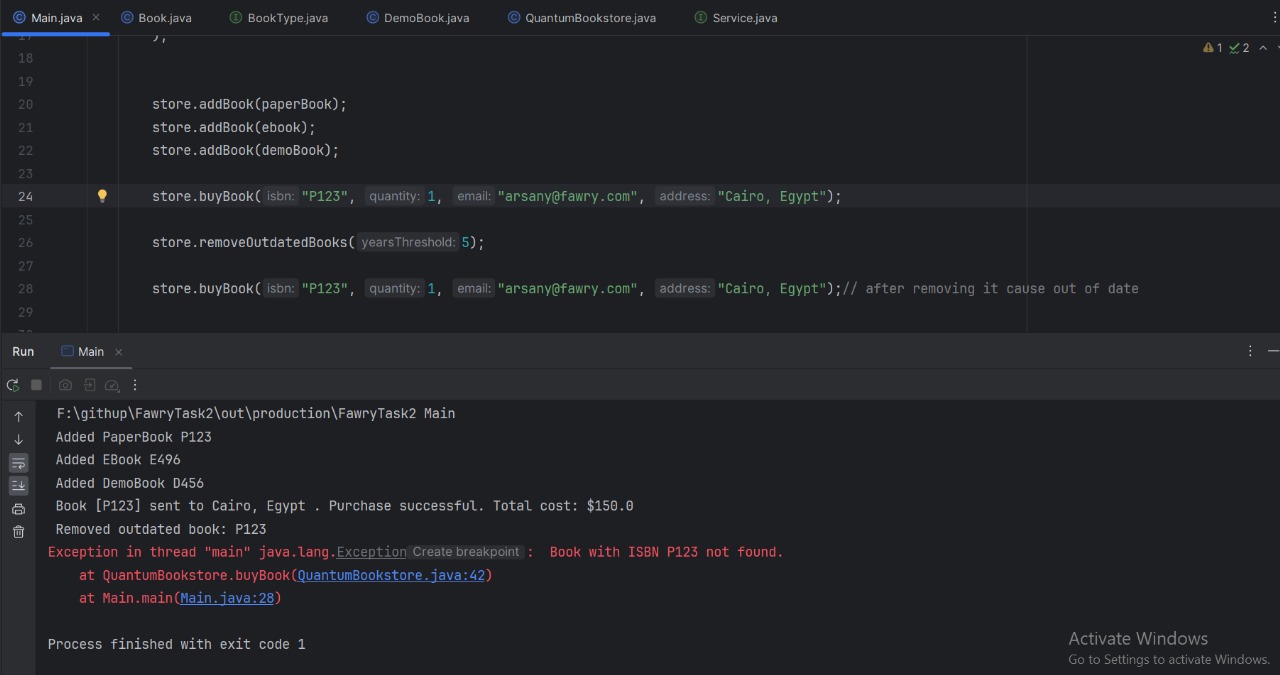 Main.java Book.java BookType.java DemoBook.java QuantumBookstore.java Service.java
17 );
18
19
20 store.addBook(paperBook);
21 store.addBook(ebook);
22 store.addBook(demoBook);
23
24 store.buyBook( isbn: "P123", quantity: 1, email: "arsany@fawry.com", address: "Cairo, Egypt");
25
26 store.removeOutdatedBooks( yearsThreshold: 5);
27
28 store.buyBook( isbn: "P123", quantity: 1, email: "arsany@fawry.com", address: "Cairo, Egypt");// after removing it cause out of date
29
1 2
Run Main
F:\githup\FawryTask2\out\production\FawryTask2 Main
Added PaperBook P123
Added EBook E496
Added DemoBook D456
Book [P123] sent to Cairo, Egypt . Purchase successful. Total cost: $150.0
Removed outdated book: P123
Exception in thread "main" java.lang.Exception Create breakpoint : Book with ISBN P123 not found.
at QuantumBookstore.buyBook(QuantumBookstore.java:42)
at Main.main(Main.java:28)
Process finished with exit code 1
Activate Windows
Go to Settings to activate Windows.